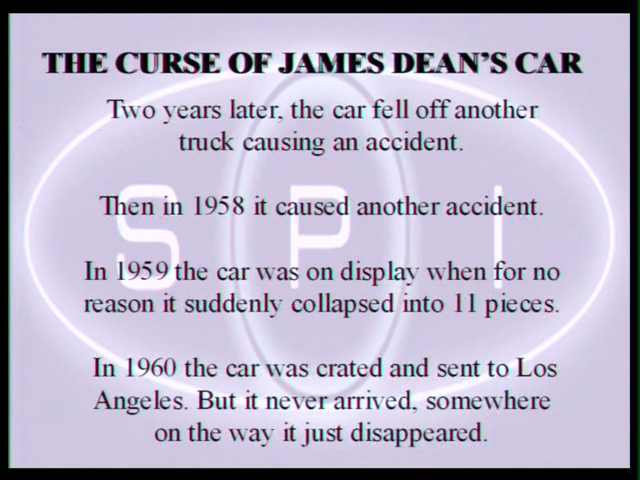 THE CURSE OF JAMES DEAN'S CAR
Two years later, the car fell off another
truck causing an accident.
Then in 1958 it caused another accident.
In 1959 the car was on display when for no
reason it suddenly collapsed into 11 pieces.
In 1960 the car was crated and sent to Los
Angeles. But it never arrived, somewhere
on the way it just disappeared.
S P I